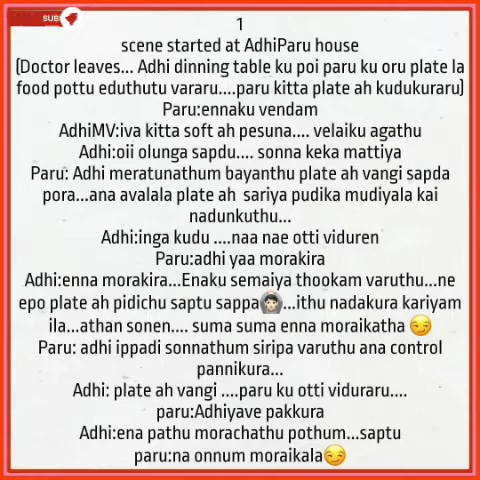 SUBS
1
scene started at AdhiParu house
(Doctor leaves... Adhi dinning table ku poi paru ku oru plate la
food pottu eduthutu vararu....paru kitta plate ah kudukuraru)
Paru:ennaku vendam
AdhiMV:iva kitta soft ah pesuna.... velaiku agathu
Adhi:oii olunga sapdu.... sonna keka mattiya
Paru: Adhi meratunathum bayanthu plate ah vangi sapda
pora...ana avalala plate ah sariya pudika mudiyala kai
nadunkuthu...
Adhi:inga kudu ....naa nae otti viduren
Paru:adhi yaa morakira
Adhi:enna morakira...Enaku semaiya thookam varuthu...ne
epo plate ah pidichu saptu sappa🤷🏻‍♂️...ithu nadakura kariyam
ila...athan sonen.... suma suma enna moraikatha 😏
Paru: adhi ippadi sonnathum siripa varuthu ana control
pannikura...
Adhi: plate ah vangi ....paru ku otti viduraru....
paru:Adhiyave pakkura
Adhi:ena pathu morachathu pothum...saptu
paru:na onnum moraikala😏